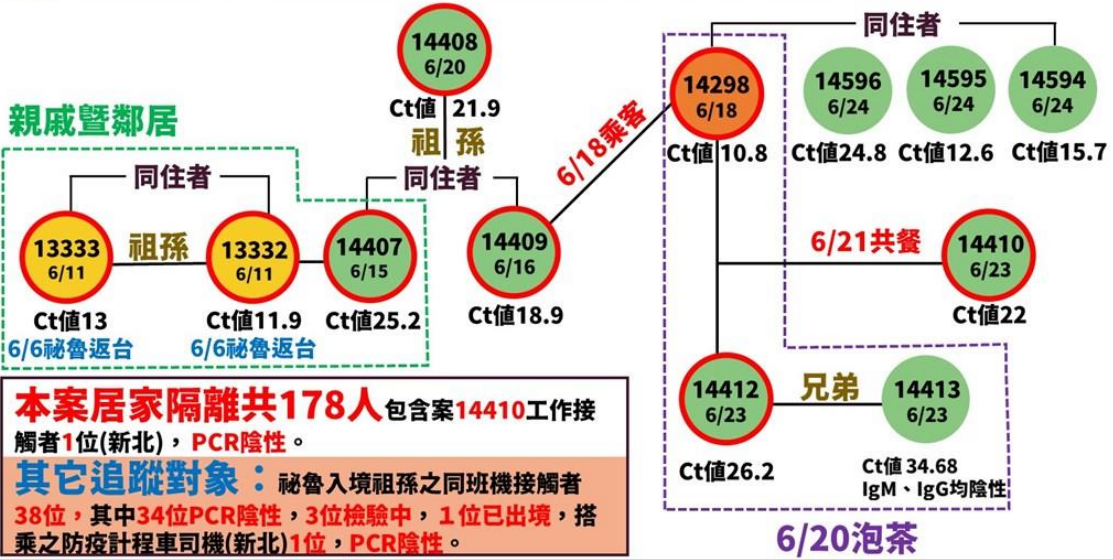 14408
6/20
Ct值 21.9
祖 孫
同住者
14407
6/15
Ct值25.2
14409
6/16
Ct值18.9
親戚暨鄰居
同住者
13333
6/11
祖孫
13332
6/11
Ct值13
6/6祕魯返台
Ct值11.9
6/6祕魯返台
6/18乘客
同住者
14298
6/18
Ct值 10.8
14596
6/24
Ct值24.8
14595
6/24
Ct值12.6
14594
6/24
Ct值15.7
6/21共餐
14410
6/23
Ct值22
14412
6/23
Ct值26.2
兄弟
14413
6/23
Ct值 34.68
IgM、IgG均陰性
6/20泡茶
本案居家隔離共178人包含案14410工作接
觸者1位(新北)，PCR陰性。
其它追蹤對象：祕魯入境祖孫之同班機接觸者
38位，其中34位PCR陰性，3位檢驗中，1位已出境，搭
乘之防疫計程車司機(新北)1位，PCR陰性。